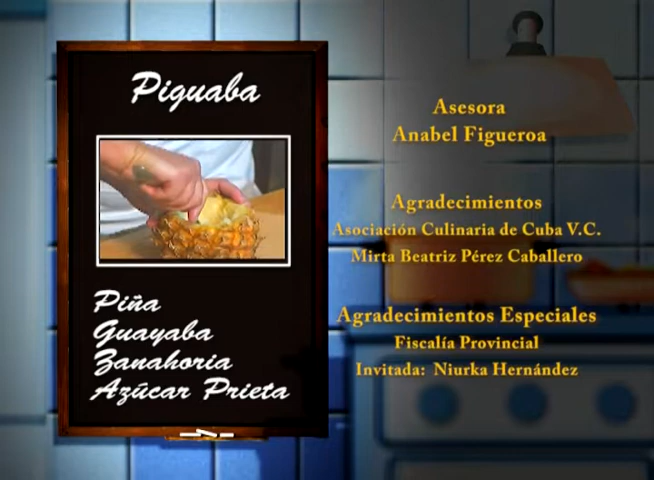 Piguaba
Piña
Guayaba
Zanahoria
Azúcar Prieta
Asesora
Anabel Figueroa
Agradecimientos
Asociación Culinaria de Cuba V.C.
Mirta Beatriz Pérez Caballero
Agradecimientos Especiales
Fiscalía Provincial
Invitada: Niurka Hernández